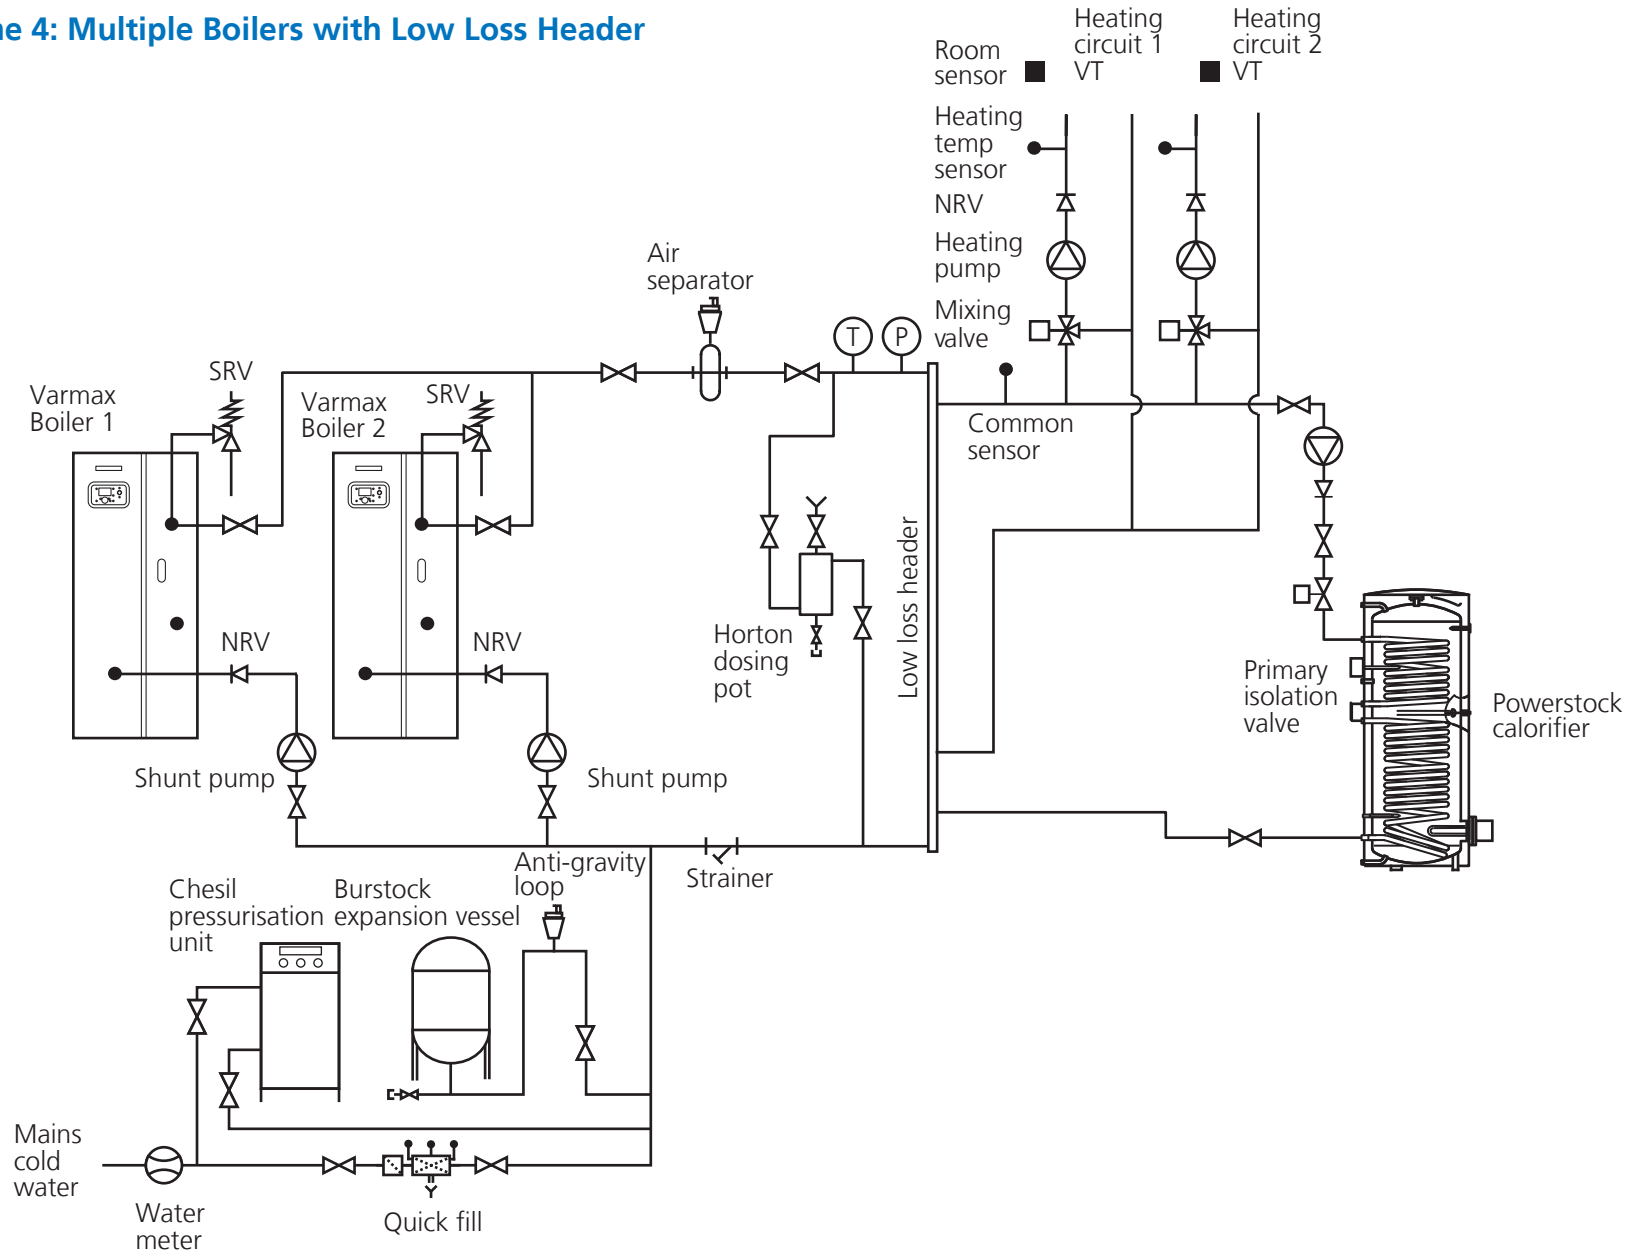 e 4: Multiple Boilers with Low Loss Header
Heating
circuit 1
VT
Heating
circuit 2
VT
Room
sensor
Heating
temp
sensor
NRV
Heating
pump
Mixing
valve
Air
separator
T
P
SRV
SRV
Varmax
Boiler 1
Varmax
Boiler 2
Common
sensor
Low loss header
NRV
NRV
Horton
dosing
pot
Primary
isolation
valve
Powerstock
calorifier
Shunt pump
Shunt pump
Anti-gravity
loop
Strainer
Chesil
pressurisation
unit
Burstock
expansion vessel
Mains
cold
water
Water
meter
Quick fill